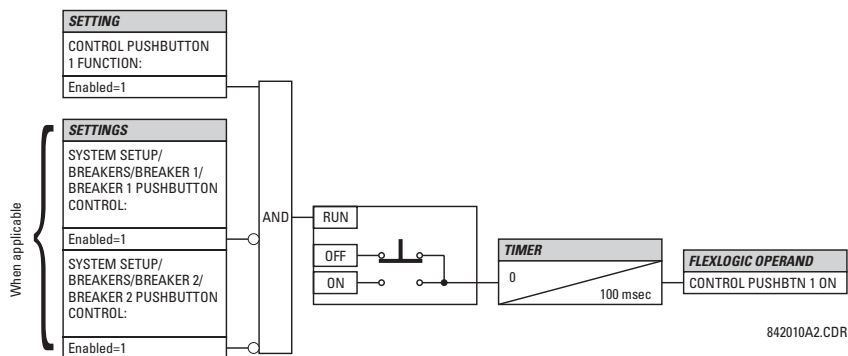 SETTING
CONTROL PUSHBUTTON
1 FUNCTION:
Enabled=1
When applicable
SETTINGS
SYSTEM SETUP/
BREAKERS/BREAKER 1/
BREAKER 1 PUSHBUTTON
CONTROL:
Enabled=1
SYSTEM SETUP/
BREAKERS/BREAKER 2/
BREAKER 2 PUSHBUTTON
CONTROL:
Enabled=1
AND
RUN
OFF
ON
TIMER
0
100 msec
FLEXLOGIC OPERAND
CONTROL PUSHBTN 1 ON
842010A2.CDR